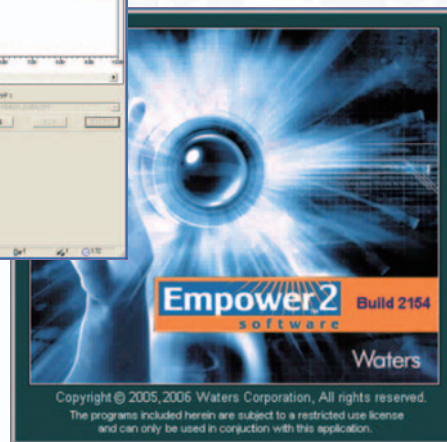 Empower 2
software
Build 2154
Waters
Copyright © 2005, 2006 Waters Corporation, All rights reserved.
The programs included herein are subject to a restricted use license
and can only be used in conjuction with this application.